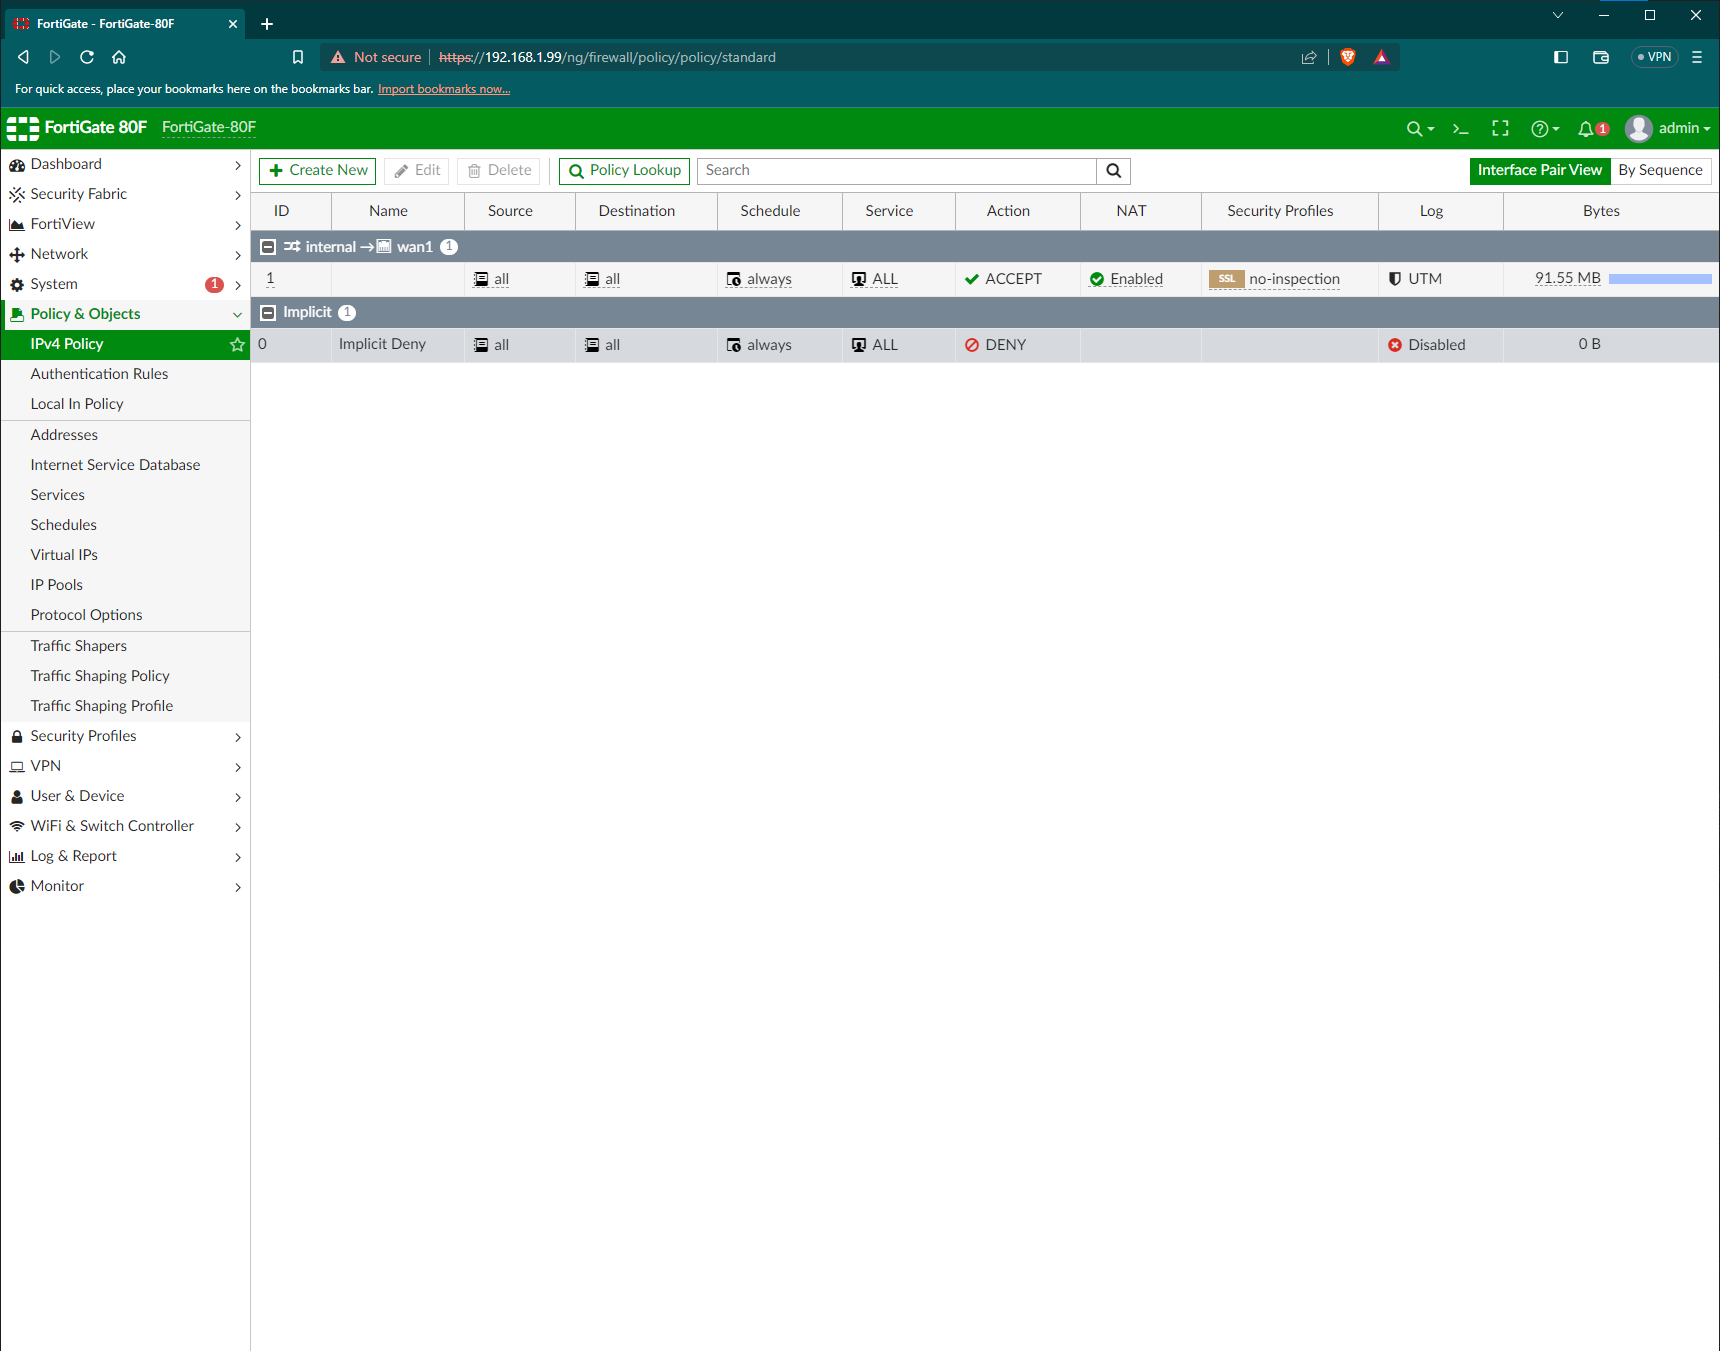 FortiGate - FortiGate-80F
Not secure https://192.168.1.99/ng/firewall/policy/policy/standard VPN
For quick access, place your bookmarks here on the bookmarks bar. Import bookmarks now...
FortiGate 80F FortiGate-80F 1 admin
Dashboard
Security Fabric
FortiView
Network
System 1
Policy & Objects
IPv4 Policy
Authentication Rules
Local In Policy
Addresses
Internet Service Database
Services
Schedules
Virtual IPs
IP Pools
Protocol Options
Traffic Shapers
Traffic Shaping Policy
Traffic Shaping Profile
Security Profiles
VPN
User & Device
WiFi & Switch Controller
Log & Report
Monitor
Create New Edit Delete Policy Lookup Search Interface Pair View By Sequence
ID Name Source Destination Schedule Service Action NAT Security Profiles Log Bytes
internal → wan1 1
1 all all always ALL ACCEPT Enabled SSL no-inspection UTM 91.55 MB
Implicit 1
0 Implicit Deny all all always ALL DENY Disabled 0 B